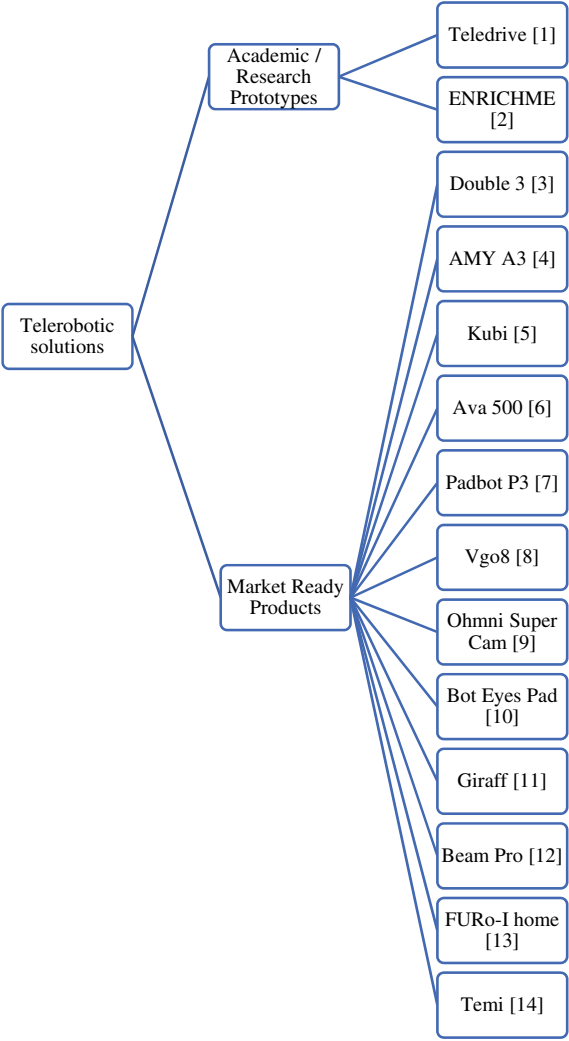 Teledrive [1]
Academic /
Research
Prototypes
ENRICHME
[2]
Double 3 [3]
AMY A3 [4]
Telerobotic
solutions
Kubi [5]
Ava 500 [6]
Padbot P3 [7]
Vgo8 [8]
Market Ready
Products
Ohmni Super
Cam [9]
Bot Eyes Pad
[10]
Giraff [11]
Beam Pro [12]
FURo-I home
[13]
Temi [14]